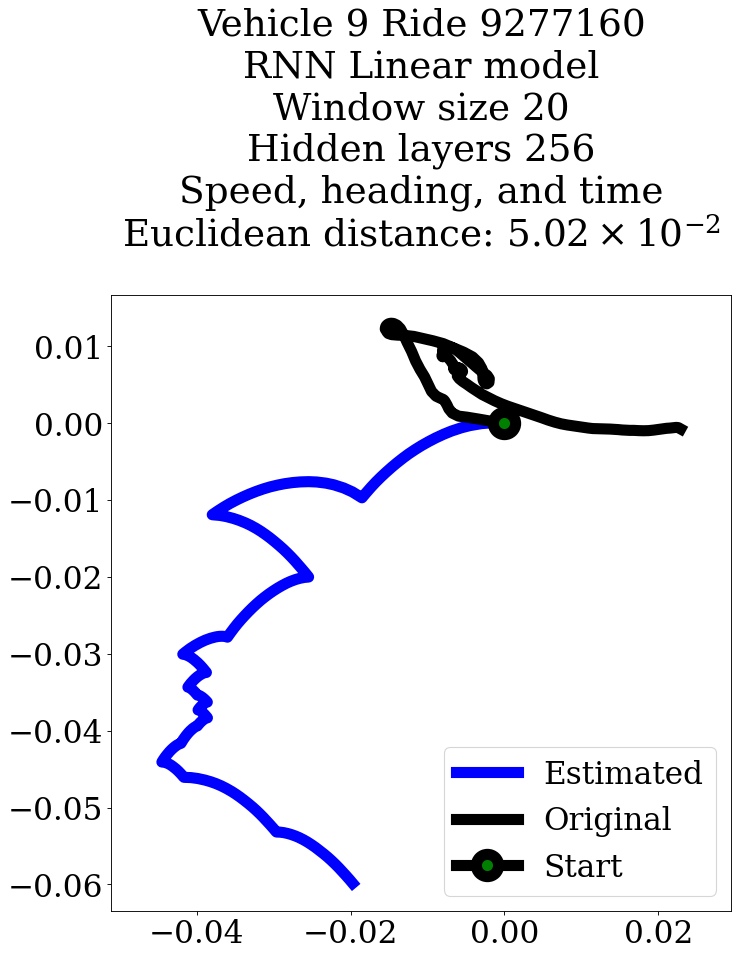 Vehicle 9 Ride 9277160
RNN Linear model
Window size 20
Hidden layers 256
Speed, heading, and time
Euclidean distance: 5.02 × 10⁻²
0.01
0.00
−0.01
−0.02
−0.03
−0.04
−0.05
−0.06
Estimated
Original
Start
−0.04 −0.02 0.00 0.02